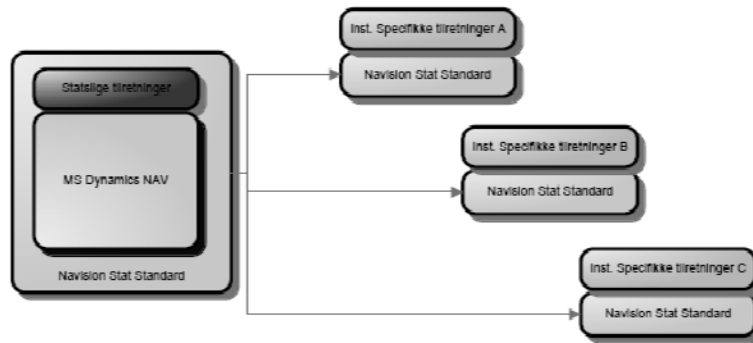 Inst. Specifikke tilretninger A
Navision Stat Standard
Statslige tilretninger
MS Dynamics NAV
Navision Stat Standard
Inst. Specifikke tilretninger B
Navision Stat Standard
Inst. Specifikke tilretninger C
Navision Stat Standard